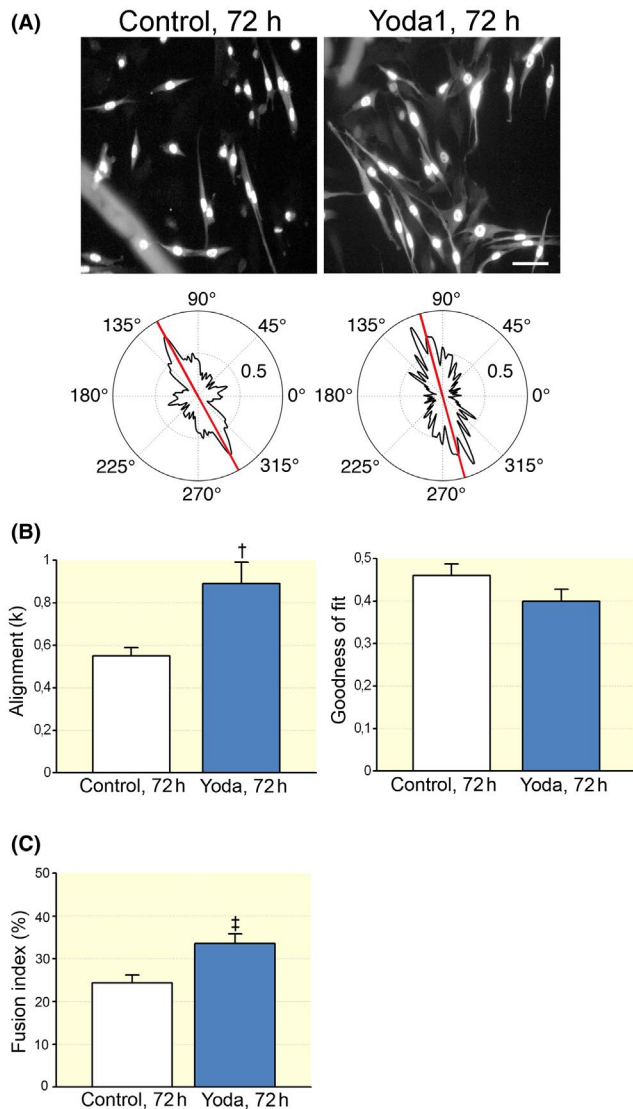 (A)
Control, 72 h
Yoda1, 72 h
90°
135°
45°
0.5
180°
0°
225°
315°
270°
90°
135°
45°
0.5
180°
0°
225°
315°
270°
(B)
Alignment (k)
1
0,8
0,6
0,4
0,2
0
†
Control, 72 h
Yoda, 72 h
Goodness of fit
0,5
0,4
0,3
0,2
0,1
0
Control, 72 h
Yoda, 72 h
(C)
Fusion index (%)
50
40
30
20
10
0
‡
Control, 72 h
Yoda, 72 h